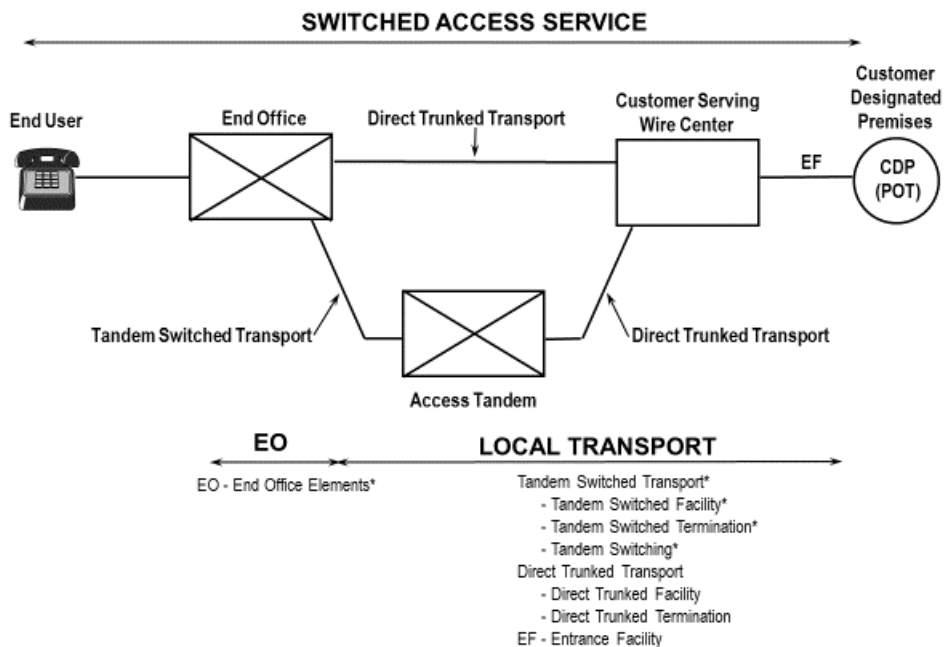 SWITCHED ACCESS SERVICE
Customer
Designated
Premises
Customer Serving
Wire Center
End User
End Office
Direct Trunked Transport
EF
CDP
(POT)
Tandem Switched Transport
Direct Trunked Transport
Access Tandem
EO
LOCAL TRANSPORT
EO - End Office Elements*
Tandem Switched Transport*
- Tandem Switched Facility*
- Tandem Switched Termination*
- Tandem Switching*
Direct Trunked Transport
- Direct Trunked Facility
- Direct Trunked Termination
EF - Entrance Facility